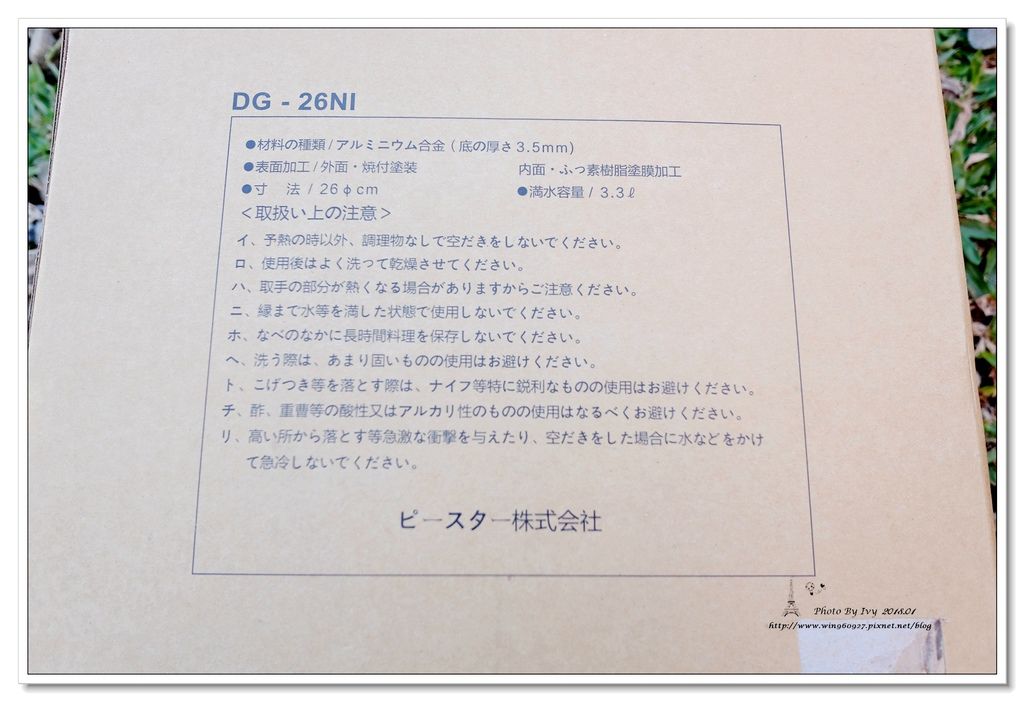 DG - 26NI
●材料の種類/アルミニウム合金(底の厚さ3.5mm)
●表面加工/外面・焼付塗装 内面・ふっ素樹脂塗膜加工
●寸 法 / 26φcm ●満水容量/ 3.3ℓ
＜取扱い上の注意＞
イ、予熱の時以外、調理物なしで空だきをしないでください。
ロ、使用後はよく洗って乾燥させてください。
ハ、取手の部分が熱くなる場合がありますからご注意ください。
ニ、縁まで水等を満した状態で使用しないでください。
ホ、なべのなかに長時間料理を保存しないでください。
ヘ、洗う際は、あまり固いものの使用はお避けください。
ト、こげつき等を落とす際は、ナイフ等特に鋭利なものの使用はお避けください。
チ、酢、重曹等の酸性又はアルカリ性のものの使用はなるべくお避けください。
リ、高い所から落とす等急激な衝撃を与えたり、空だきをした場合に水などをかけ
て急冷しないでください。
ピースター株式会社
Photo By Ivy 2018.01
http://www.win960927.pixnet.net/blog